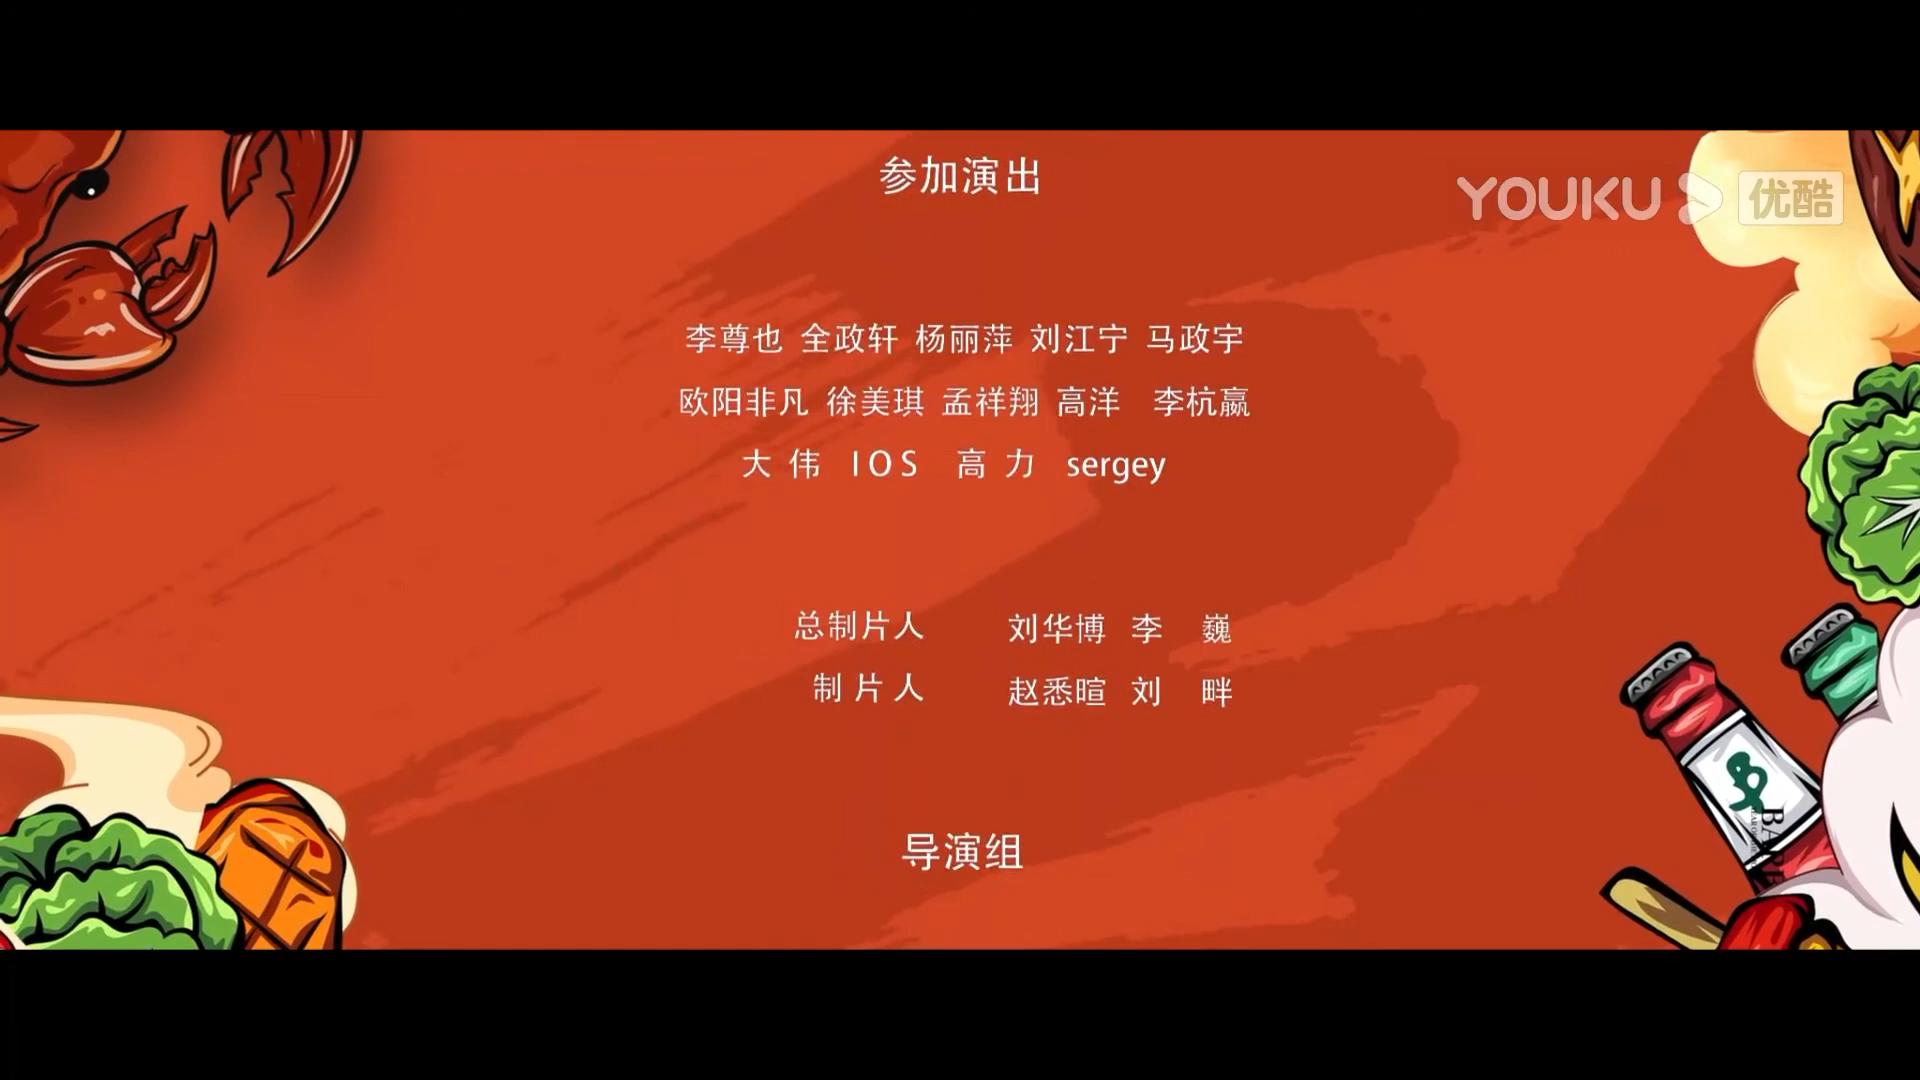 参加演出
YOUKU 优酷
李尊也 全政轩 杨丽萍 刘江宁 马政宇
欧阳非凡 徐美琪 孟祥翔 高洋 李杭嬴
大伟 IOS 高力 sergey
总制片人 刘华博 李巍
制片人 赵悉暄 刘畔
导演组